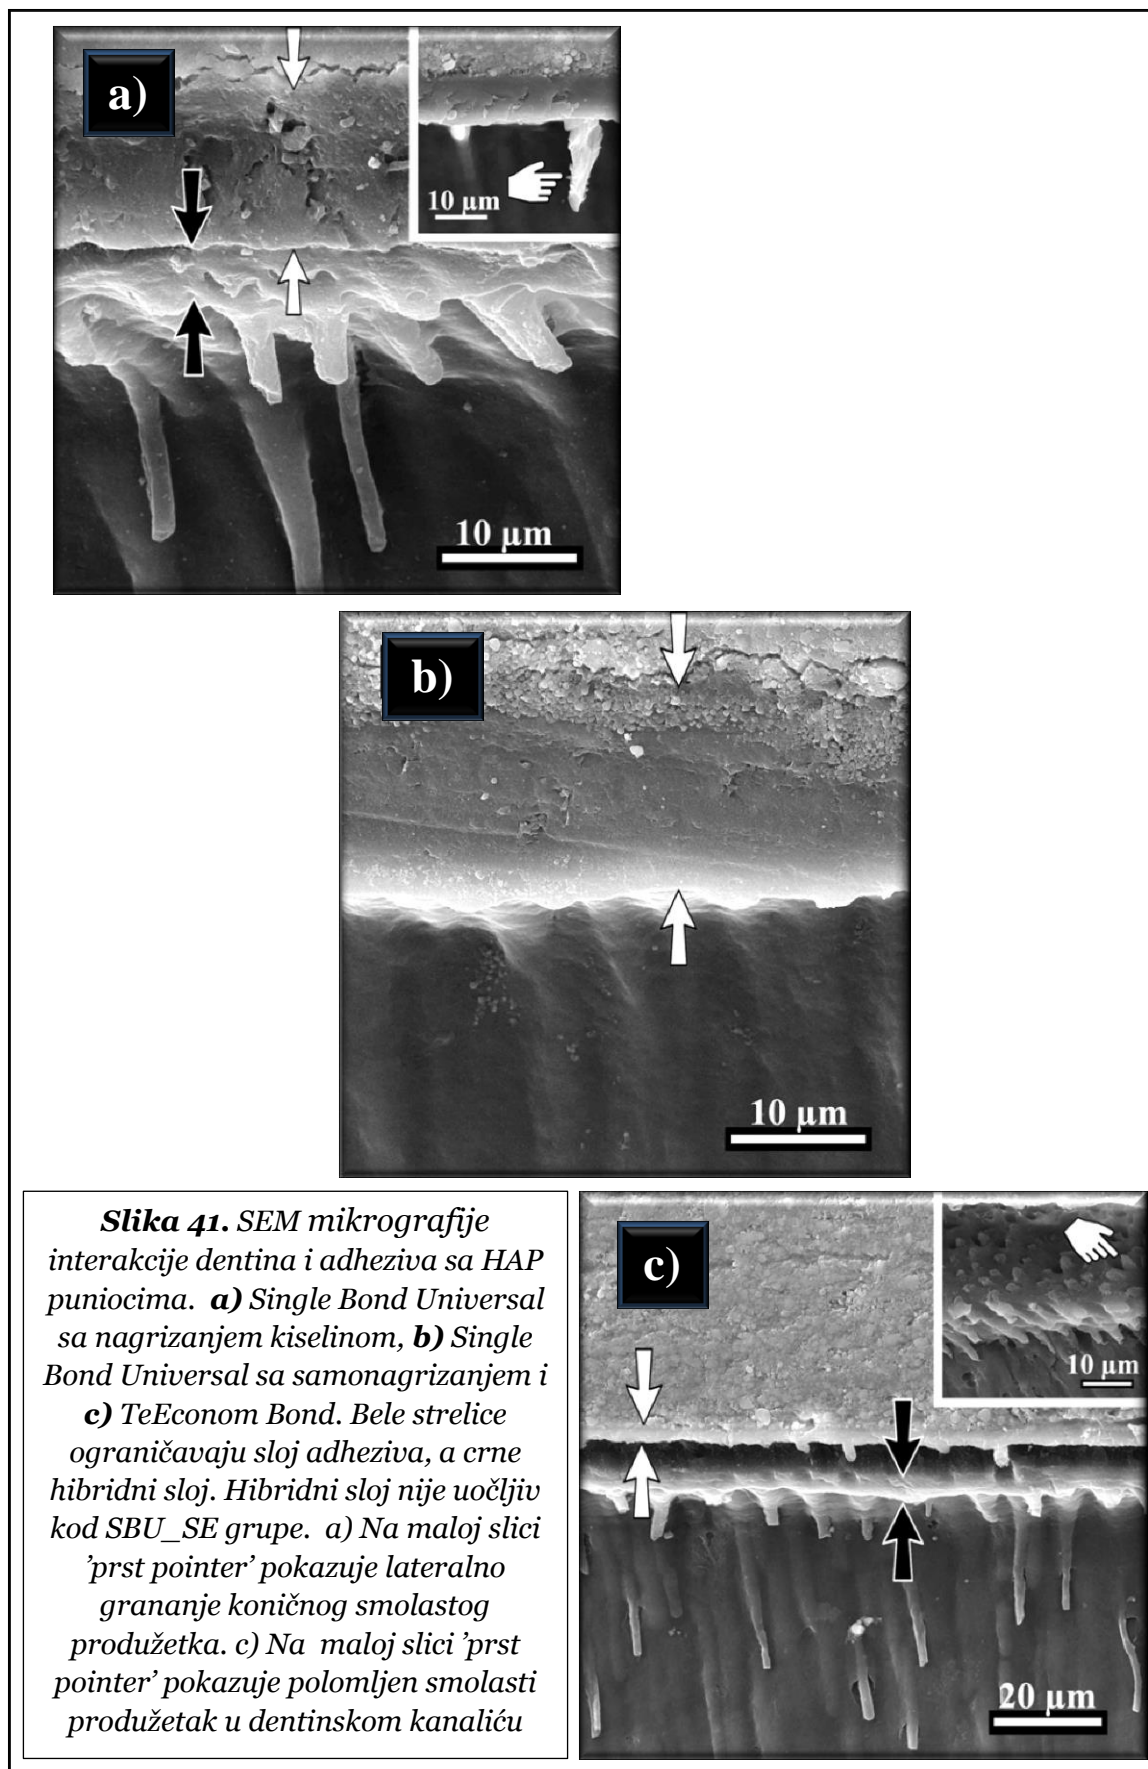 a)
10 μm
10 μm
b)
10 μm
Slika 41. SEM mikrografije
interakcije dentina i adheziva sa HAP
puniocima. a) Single Bond Universal
sa nagrizanjem kiselinom, b) Single
Bond Universal sa samonagrizanjem i
c) TeEconom Bond. Bele strelice
ograničavaju sloj adheziva, a crne
hibridni sloj. Hibridni sloj nije uočljiv
kod SBU_SE grupe. a) Na maloj slici
’prst pointer’ pokazuje lateralno
grananje koničnog smolastog
produžetka. c) Na maloj slici ’prst
pointer’ pokazuje polomljen smolasti
produžetak u dentinskom kanaliću
c)
10 μm
20 μm